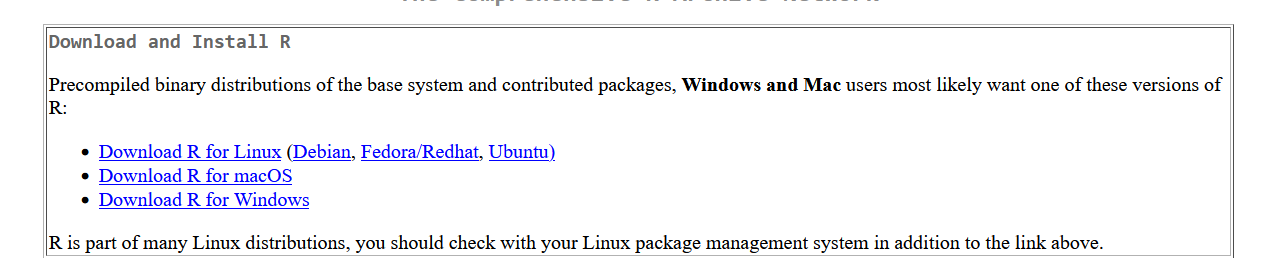 Download and Install R
Precompiled binary distributions of the base system and contributed packages, Windows and Mac users most likely want one of these versions of
R:
Download R for Linux (Debian, Fedora/Redhat, Ubuntu)
Download R for macOS
Download R for Windows
R is part of many Linux distributions, you should check with your Linux package management system in addition to the link above.